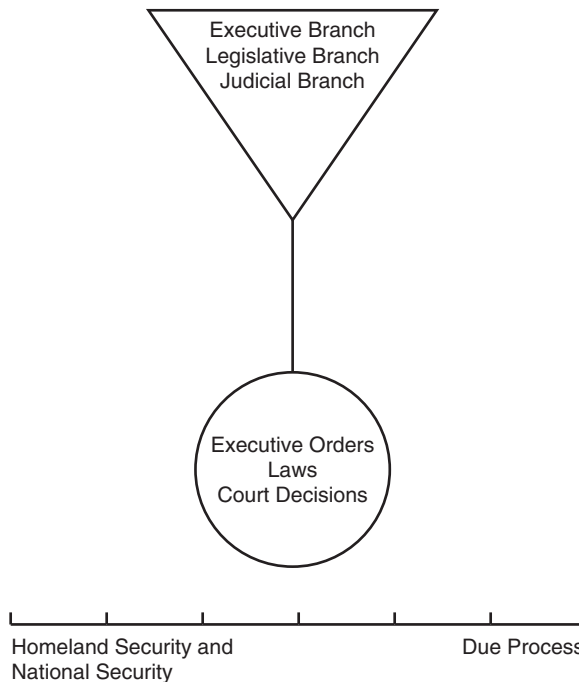 Executive Branch
Legislative Branch
Judicial Branch
Executive Orders
Laws
Court Decisions
Homeland Security and
National Security
Due Process